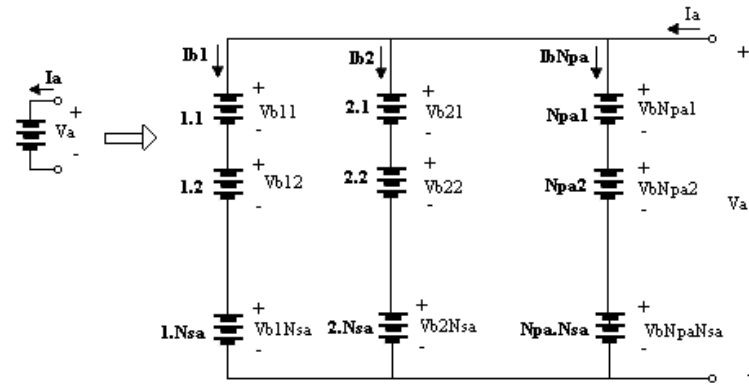 Ia
Ib1 Ib2 IbNpa
Ia
+ + + +
1.1 Vb11 2.1 Vb21 Npa1 VbNpa1
+ Va -
- - -
+ + +
1.2 Vb12 2.2 Vb22 Npa2 VbNpa2
Va
- - -
+ + +
1.Nsa Vb1Nsa 2.Nsa Vb2Nsa Npa.Nsa VbNpaNsa
- - - -